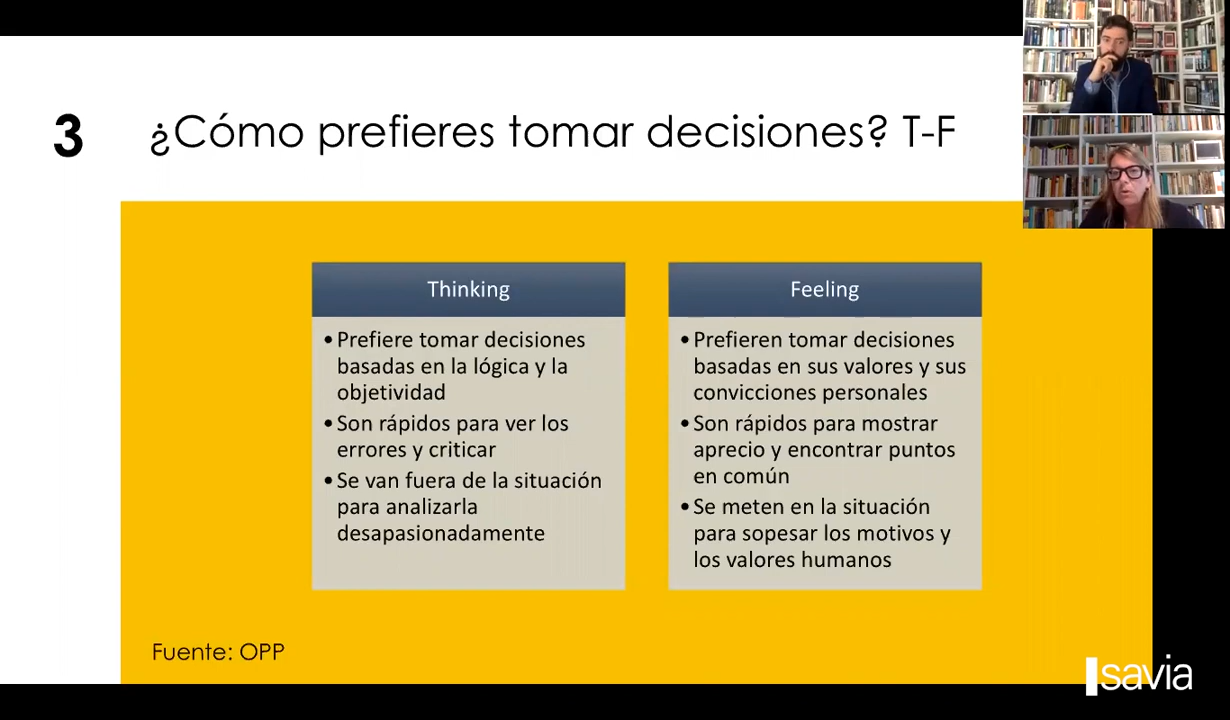 3
¿Cómo prefieres tomar decisiones? T-F
Thinking
•Prefiere tomar decisiones
basadas en la lógica y la
objetividad
•Son rápidos para ver los
errores y criticar
•Se van fuera de la situación
para analizarla
desapasionadamente
Feeling
•Prefieren tomar decisiones
basadas en sus valores y sus
convicciones personales
•Son rápidos para mostrar
aprecio y encontrar puntos
en común
•Se meten en la situación
para sopesar los motivos y
los valores humanos
Fuente: OPP
savia